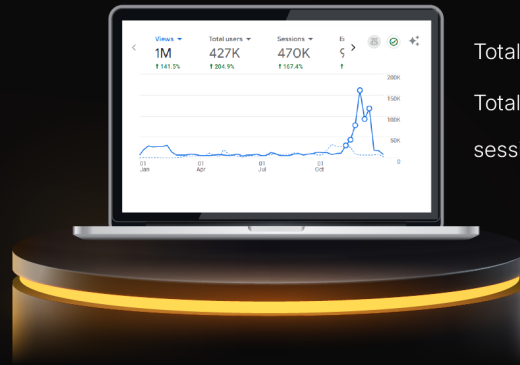 Views Total users Sessions
1M 427K 470K
↑ 141.5% ↑ 204.9% ↑ 167.4%
200K
150K
100K
50K
0
01 01 01 01
Jan Apr Jul Oct
Total
Total
sess